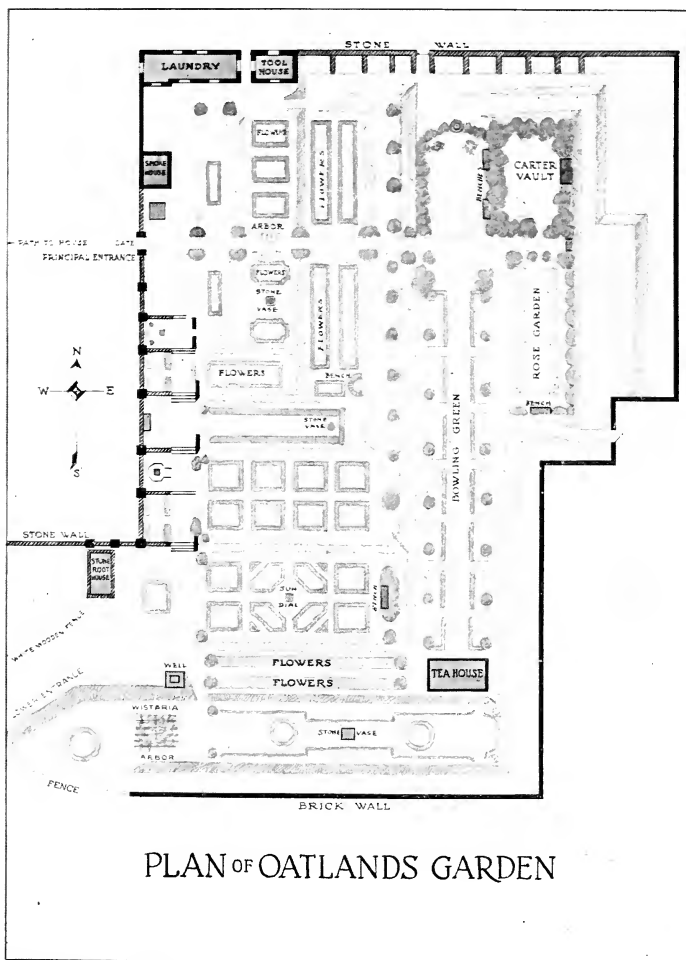 STONE WALL
LAUNDRY
TOOL
HOUSE
FLOWERS
FLOWERS
SMOKE
HOUSE
CARTER
VAULT
BENCH
ARBOR
PATH TO HOUSE GATE
PRINCIPAL ENTRANCE
FLOWERS
STONE
VASE
FLOWERS
ROSE GARDEN
N
W E
S
FLOWERS
BENCH
BENCH
STONE
VASE
BOWLING GREEN
STONE WALL
STONE
ROOT
HOUSE
SUN
DIAL
BENCH
WHITE WOODEN FENCE
WELL
FLOWERS
FLOWERS
TEA HOUSE
ENTRANCE
WISTARIA
ARBOR
STONE VASE
FENCE
BRICK WALL
PLAN OF OATLANDS GARDEN